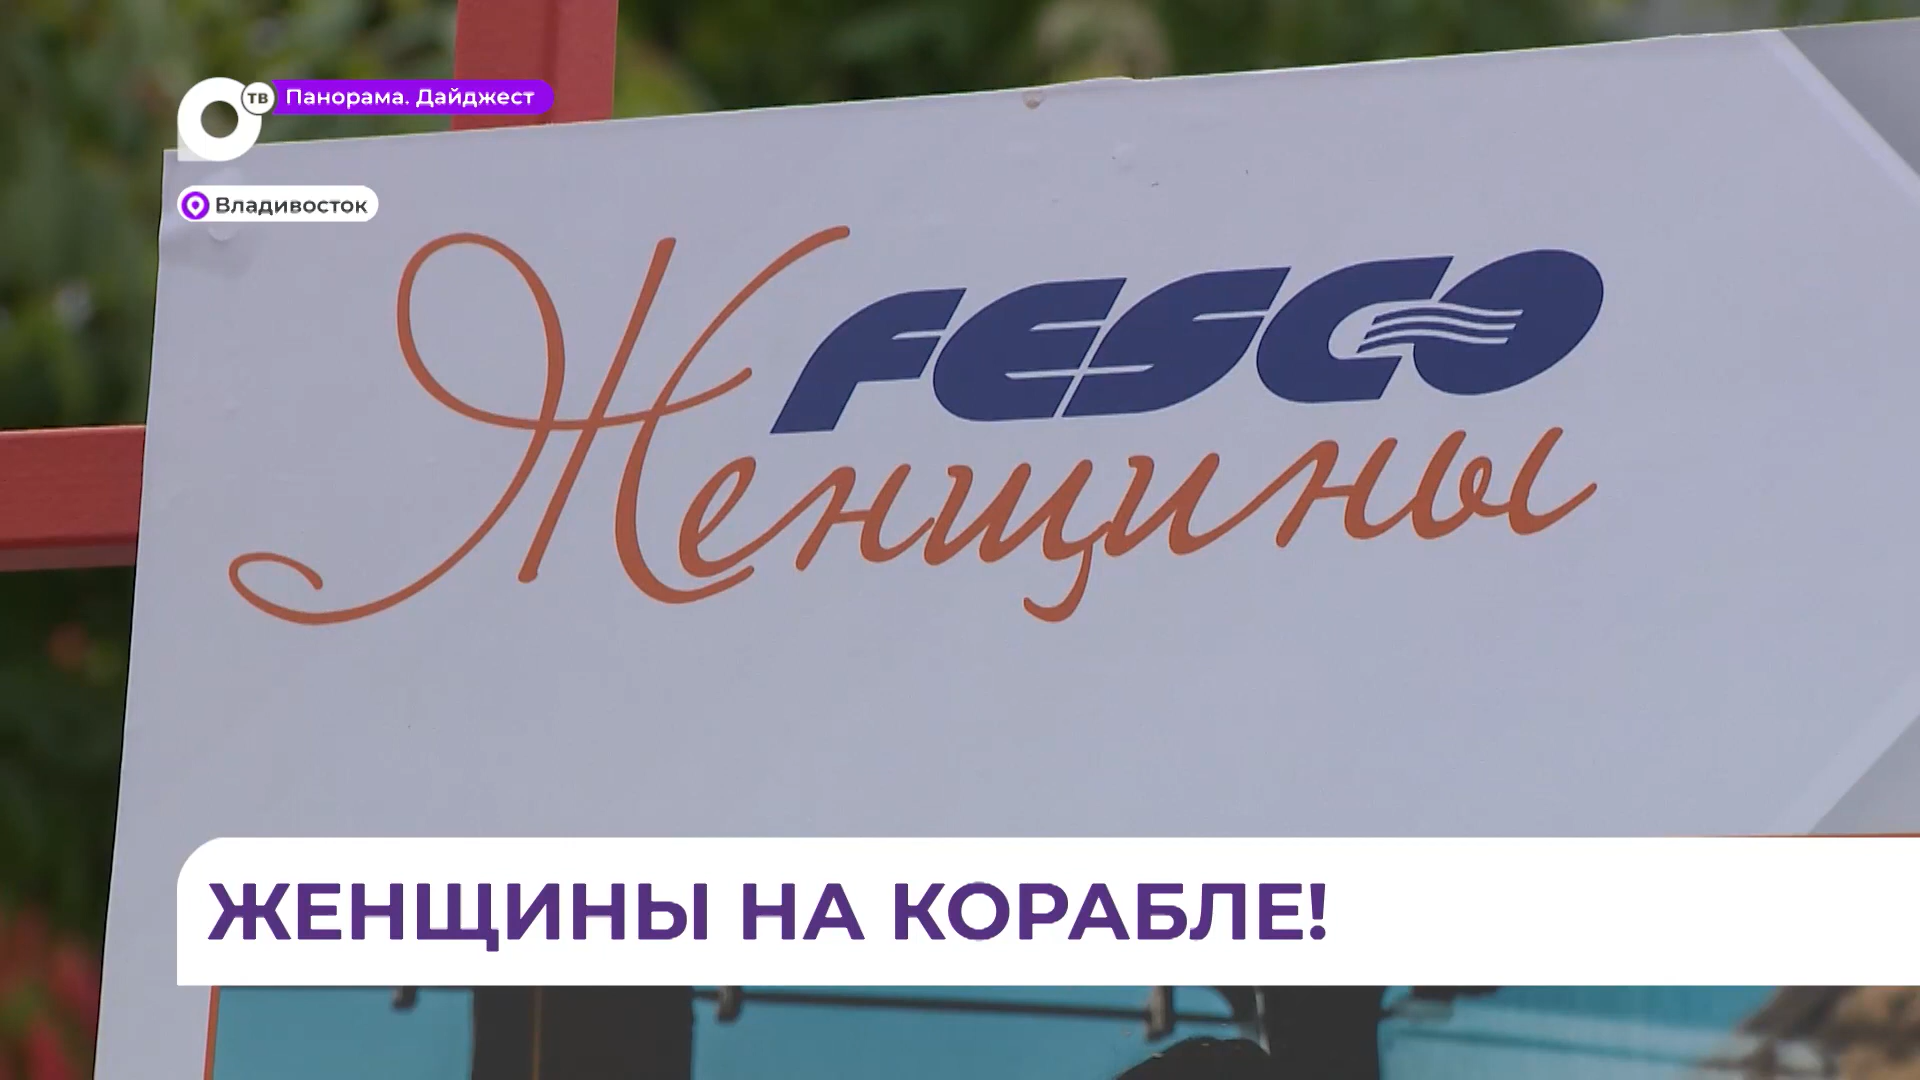 ТВ
Панорама. Дайджест
Владивосток
FESCO
Женщины
ЖЕНЩИНЫ НА КОРАБЛЕ!